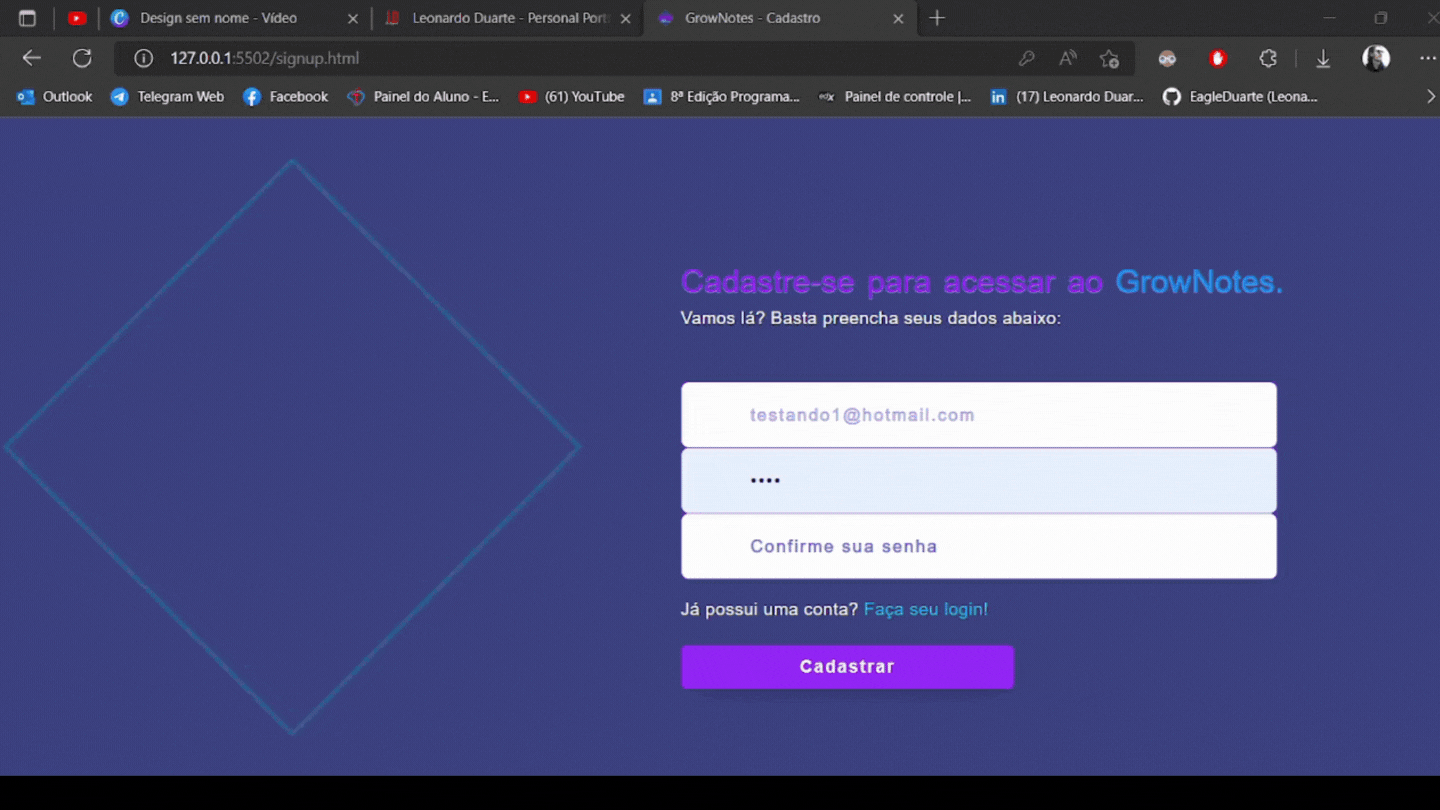 Design sem nome - Vídeo
Leonardo Duarte - Personal Port
GrowNotes - Cadastro
127.0.0.1:5502/signup.html
Outlook
Telegram Web
Facebook
Painel do Aluno - E...
(61) YouTube
8ª Edição Programa...
Painel de controle |...
(17) Leonardo Duar...
EagleDuarte (Leona...
Cadastre-se para acessar ao GrowNotes.
Vamos lá? Basta preencha seus dados abaixo:
testando1@hotmail.com
••••
Confirme sua senha
Já possui uma conta? Faça seu login!
Cadastrar